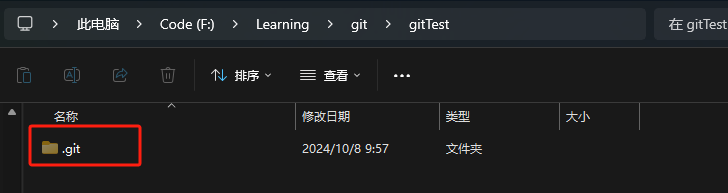 此电脑 > Code (F:) > Learning > git > gitTest > 在 gitTest 中
排序 查看 ...
名称 修改日期 类型 大小
.git 2024/10/8 9:57 文件夹